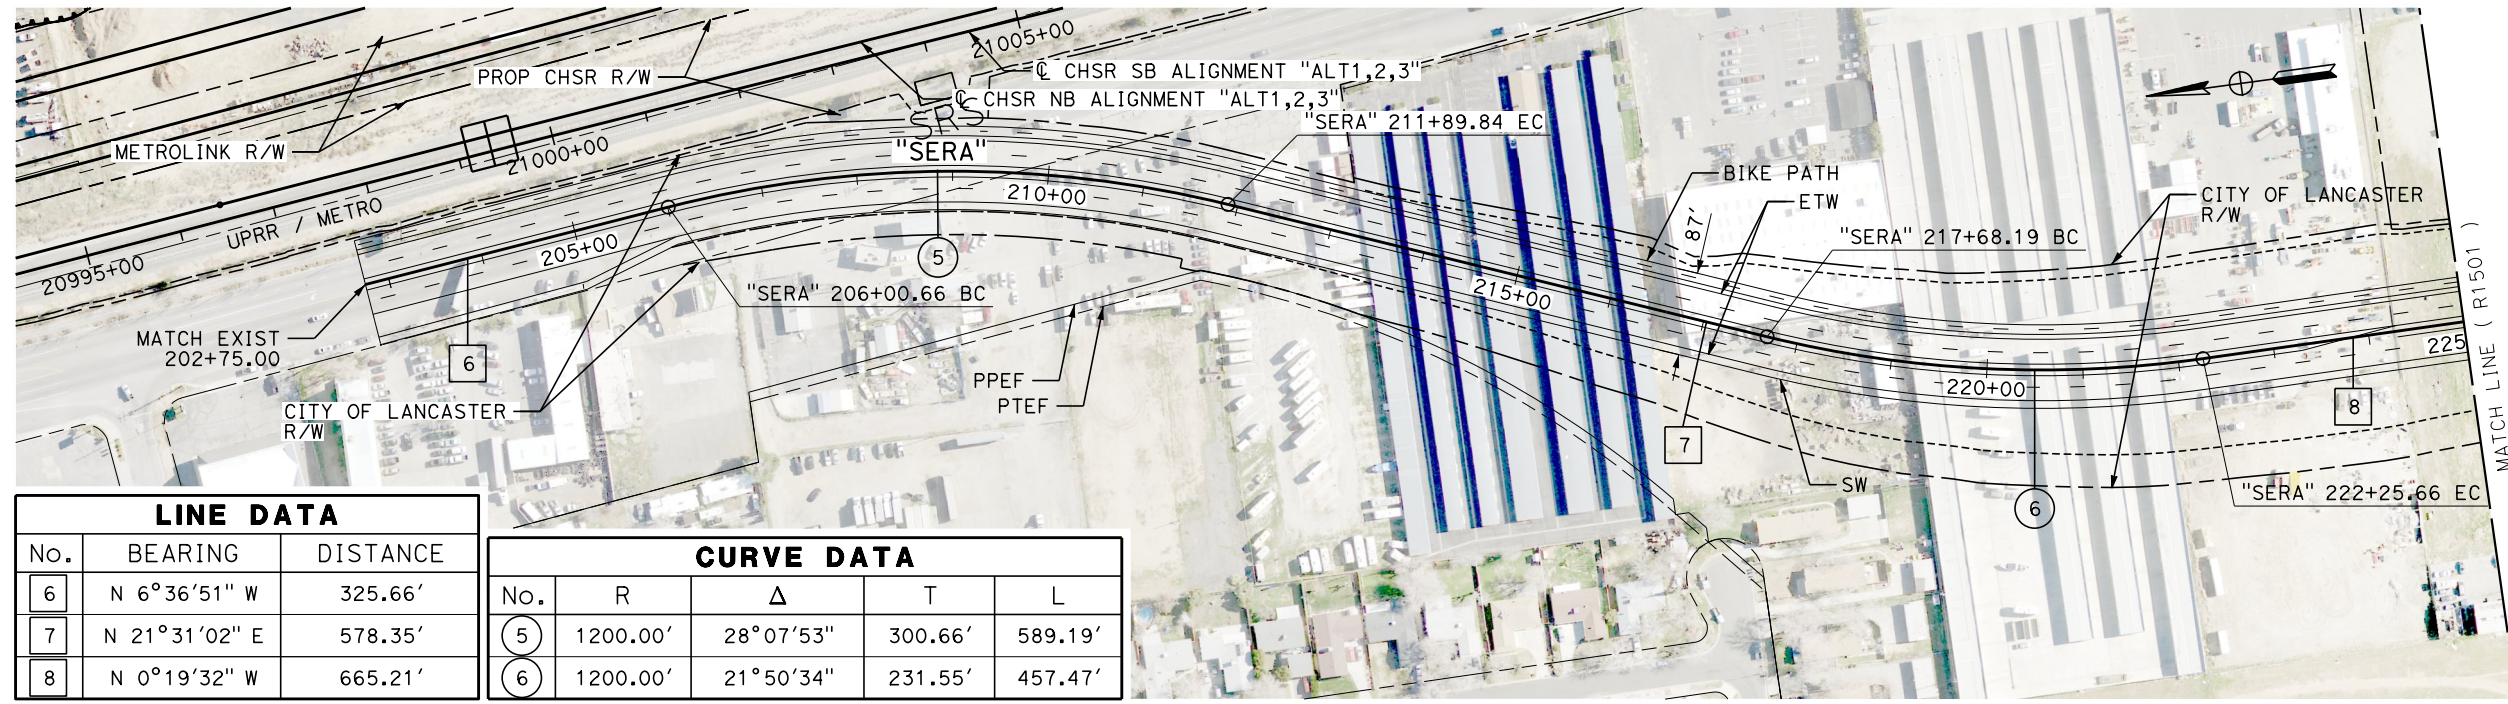 21005+00
PROP CHSR R/W
℄ CHSR SB ALIGNMENT "ALT1,2,3"
℄ CHSR NB ALIGNMENT "ALT1,2,3"
SRS
METROLINK R/W
21000+00
"SERA"
"SERA" 211+89.84 EC
UPRR / METRO
20995+00
205+00
210+00
5
"SERA" 206+00.66 BC
BIKE PATH
ETW
87'
CITY OF LANCASTER
R/W
"SERA" 217+68.19 BC
215+00
MATCH EXIST
202+75.00
6
PPEF
PTEF
CITY OF LANCASTER
R/W
7
220+00
225
8
SW
6
"SERA" 222+25.66 EC
MATCH LINE ( R1501 )
LINE DATA
No. BEARING DISTANCE
6 N 6°36'51" W 325.66'
7 N 21°31'02" E 578.35'
8 N 0°19'32" W 665.21'
CURVE DATA
No. R Δ T L
5 1200.00' 28°07'53" 300.66' 589.19'
6 1200.00' 21°50'34" 231.55' 457.47'